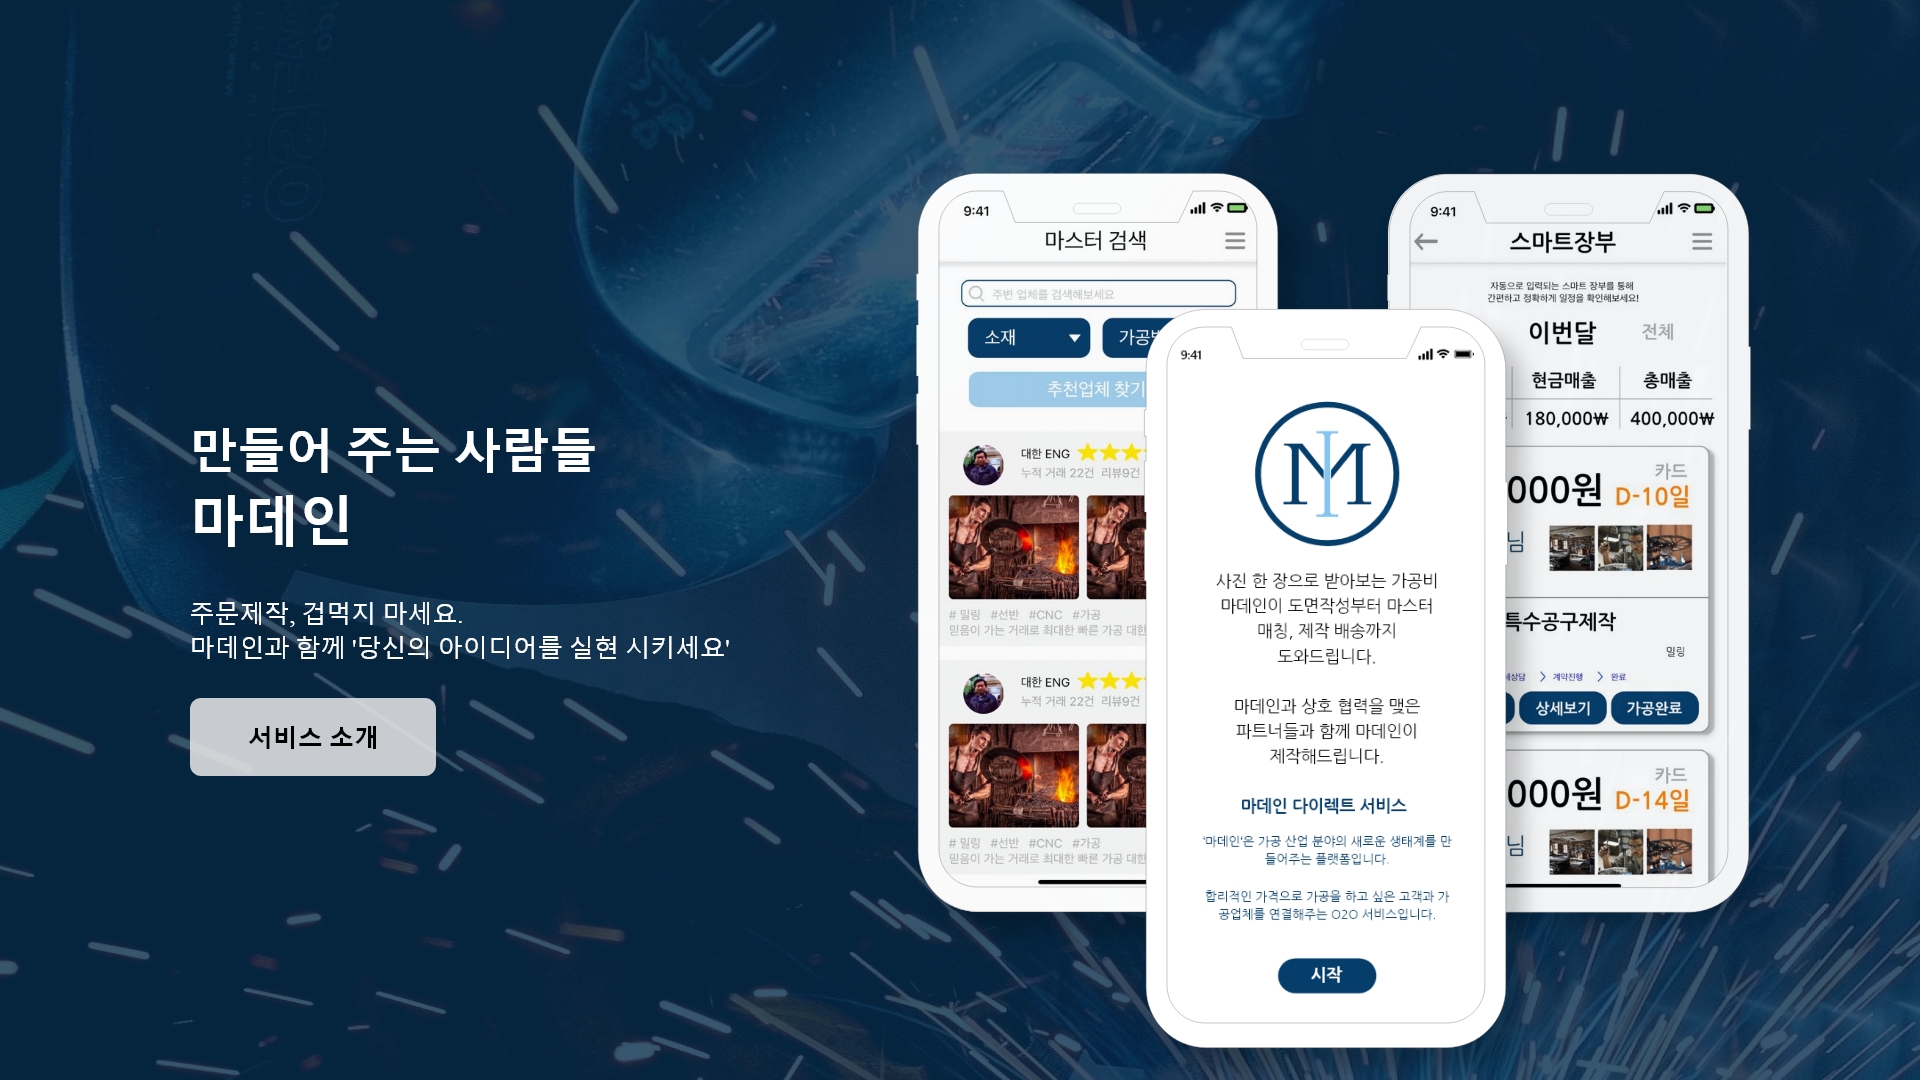 만들어 주는 사람들
마데인
주문제작, 겁먹지 마세요.
마데인과 함께 '당신의 아이디어를 실현 시키세요'
서비스 소개
9:41
마스터 검색
주변 업체를 검색해보세요
소재
추천업체 찾기
대한 ENG
누적 거래 22건 리뷰9건
# 밀링 #선반 #CNC #가공
믿음이 가는 거래로 최대한 빠른 가공 대한
대한 ENG
누적 거래 22건 리뷰9건
# 밀링 #선반 #CNC #가공
믿음이 가는 거래로 최대한 빠른 가공 대한
9:41
M
사진 한 장으로 받아보는 가공비
마데인이 도면작성부터 마스터
매칭, 제작 배송까지
도와드립니다.
마데인과 상호 협력을 맺은
파트너들과 함께 마데인이
제작해드립니다.
마데인 다이렉트 서비스
'마데인'은 가공 산업 분야의 새로운 생태계를 만
들어주는 플랫폼입니다.
합리적인 가격으로 가공을 하고 싶은 고객과 가
공업체를 연결해주는 O2O 서비스입니다.
시작
9:41
스마트장부
자동으로 입력되는 스마트 장부를 통해
간편하고 정확하게 일정을 확인해보세요!
이번달 전체
현금매출 총매출
180,000₩ 400,000₩
카드
000원 D-10일
님
특수공구제작
밀링
세상담 > 계약진행 > 완료
상세보기 가공완료
카드
000원 D-14일
님